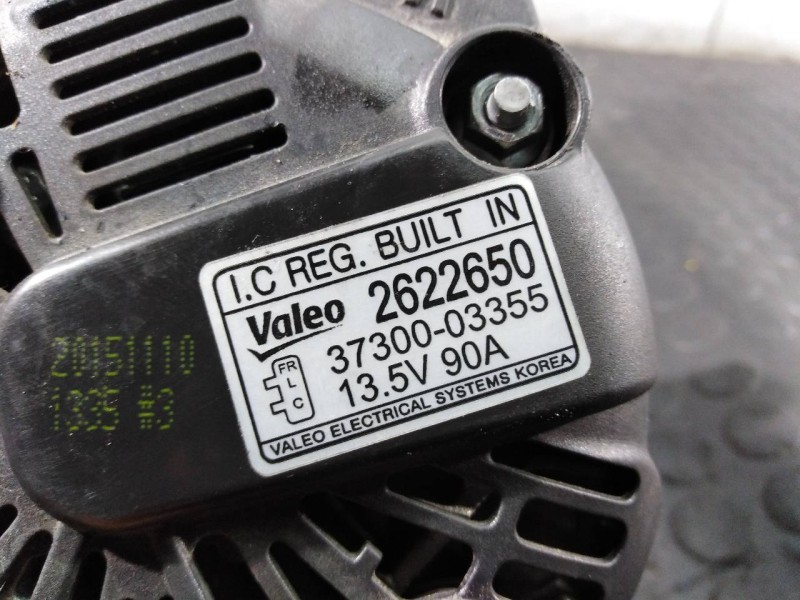 I.C REG. BUILT IN
Valeo 2622650
37300-03355
13.5V 90A
FR
L
C
VALEO ELECTRICAL SYSTEMS KOREA
20151110
1335 #3